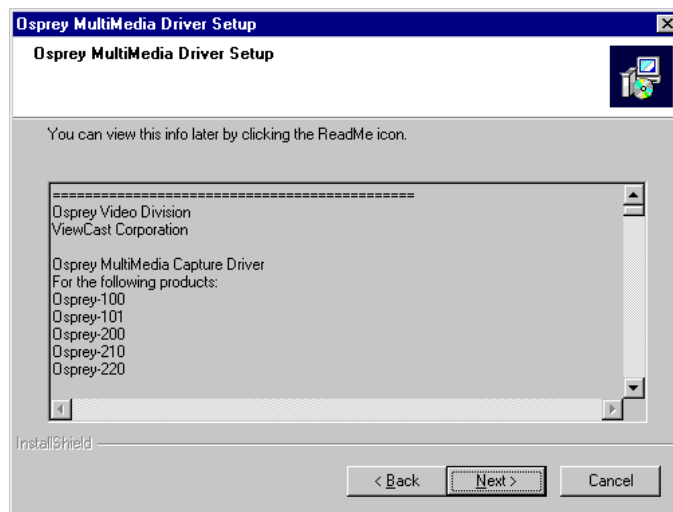 Osprey MultiMedia Driver Setup
Osprey MultiMedia Driver Setup
You can view this info later by clicking the ReadMe icon.
=============================================
Osprey Video Division
ViewCast Corporation
Osprey MultiMedia Capture Driver
For the following products:
Osprey-100
Osprey-101
Osprey-200
Osprey-210
Osprey-220
InstallShield
< Back
Next >
Cancel